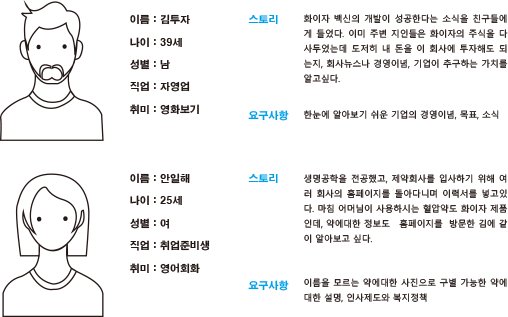 이름 : 김투자
나이 : 39세
성별 : 남
직업 : 자영업
취미 : 영화보기
스토리
화이자 백신의 개발이 성공한다는 소식을 친구들에
게 들었다. 이미 주변 지인들은 화이자의 주식을 다
사두었는데 도저히 내 돈을 이 회사에 투자해도 되
는지, 회사뉴스나 경영이념, 기업이 추구하는 가치를
알고싶다.
요구사항
한눈에 알아보기 쉬운 기업의 경영이념, 목표, 소식
이름 : 안일해
나이 : 25세
성별 : 여
직업 : 취업준비생
취미 : 영어회화
스토리
생명공학을 전공했고, 제약회사를 입사하기 위해 여
러 회사의 홈페이지를 돌아다니며 이력서를 넣고있
다. 마침 어머님이 사용하시는 혈압약도 화이자 제품
인데, 약에대한 정보도 홈페이지를 방문한 김에 같
이 알아보고 싶다.
요구사항
이름을 모르는 약에대한 사진으로 구별 가능한 약에
대한 설명, 인사제도와 복지정책